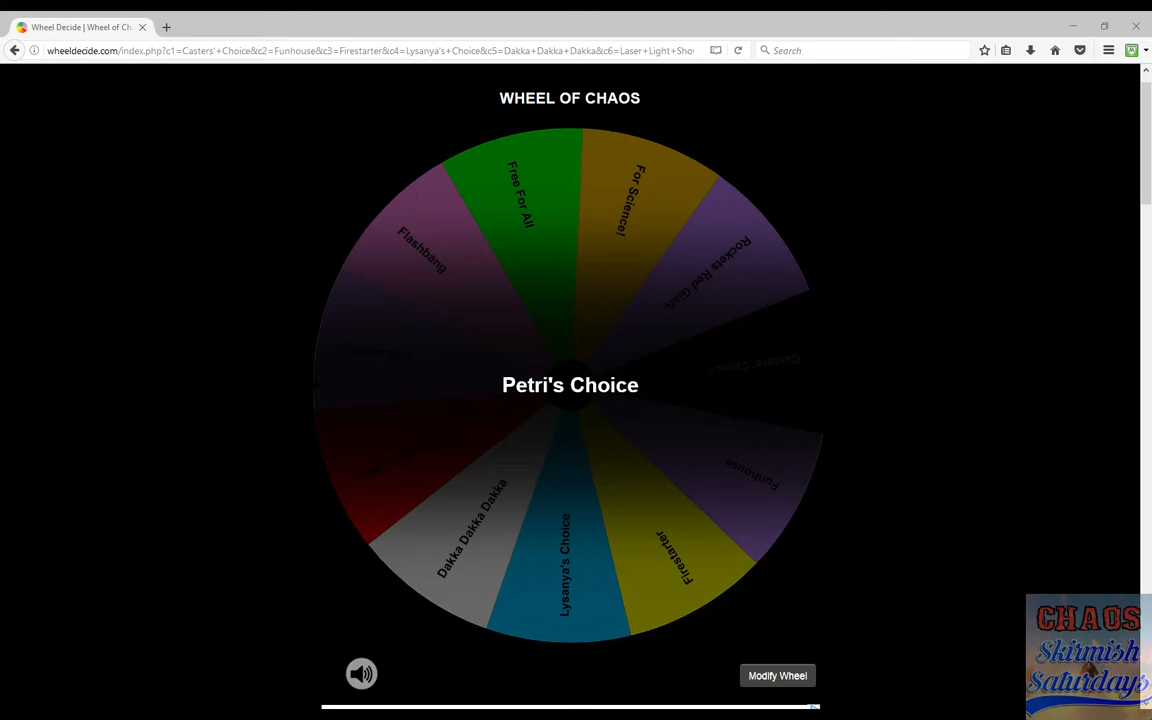 Wheel Decide | Wheel of Ch
wheeldecide.com/index.php?c1=Casters'+Choice&c2=Funhouse&c3=Firestarter&c4=Lysanya's+Choice&c5=Dakka+Dakka+Dakka&c6=Laser+Light+Sho
Search
WHEEL OF CHAOS
Free For All
For Science!
Flashbang
Rockets Red Glare
Casters' Choice
Petri's Choice
Funhouse
Dakka Dakka Dakka
Lysanya's Choice
Firestarter
Modify Wheel
CHAOS
Skirmish
Saturdays